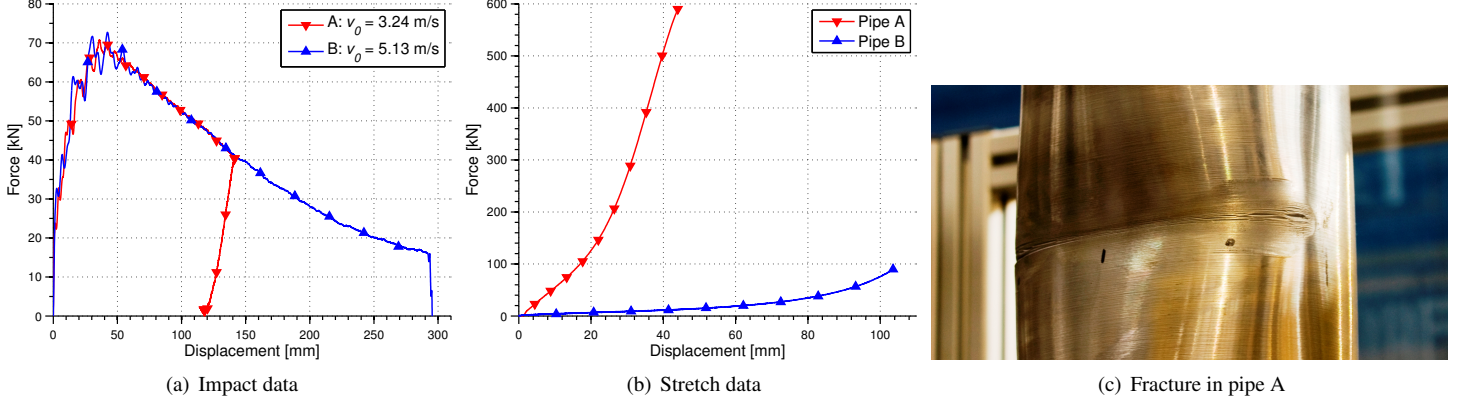 80
70
60
50
40
30
20
10
0
Force [kN]
0 50 100 150 200 250 300
Displacement [mm]
A: v0 = 3.24 m/s
B: v0 = 5.13 m/s
(a) Impact data
600
500
400
300
200
100
0
Force [kN]
0 20 40 60 80 100
Displacement [mm]
Pipe A
Pipe B
(b) Stretch data
(c) Fracture in pipe A